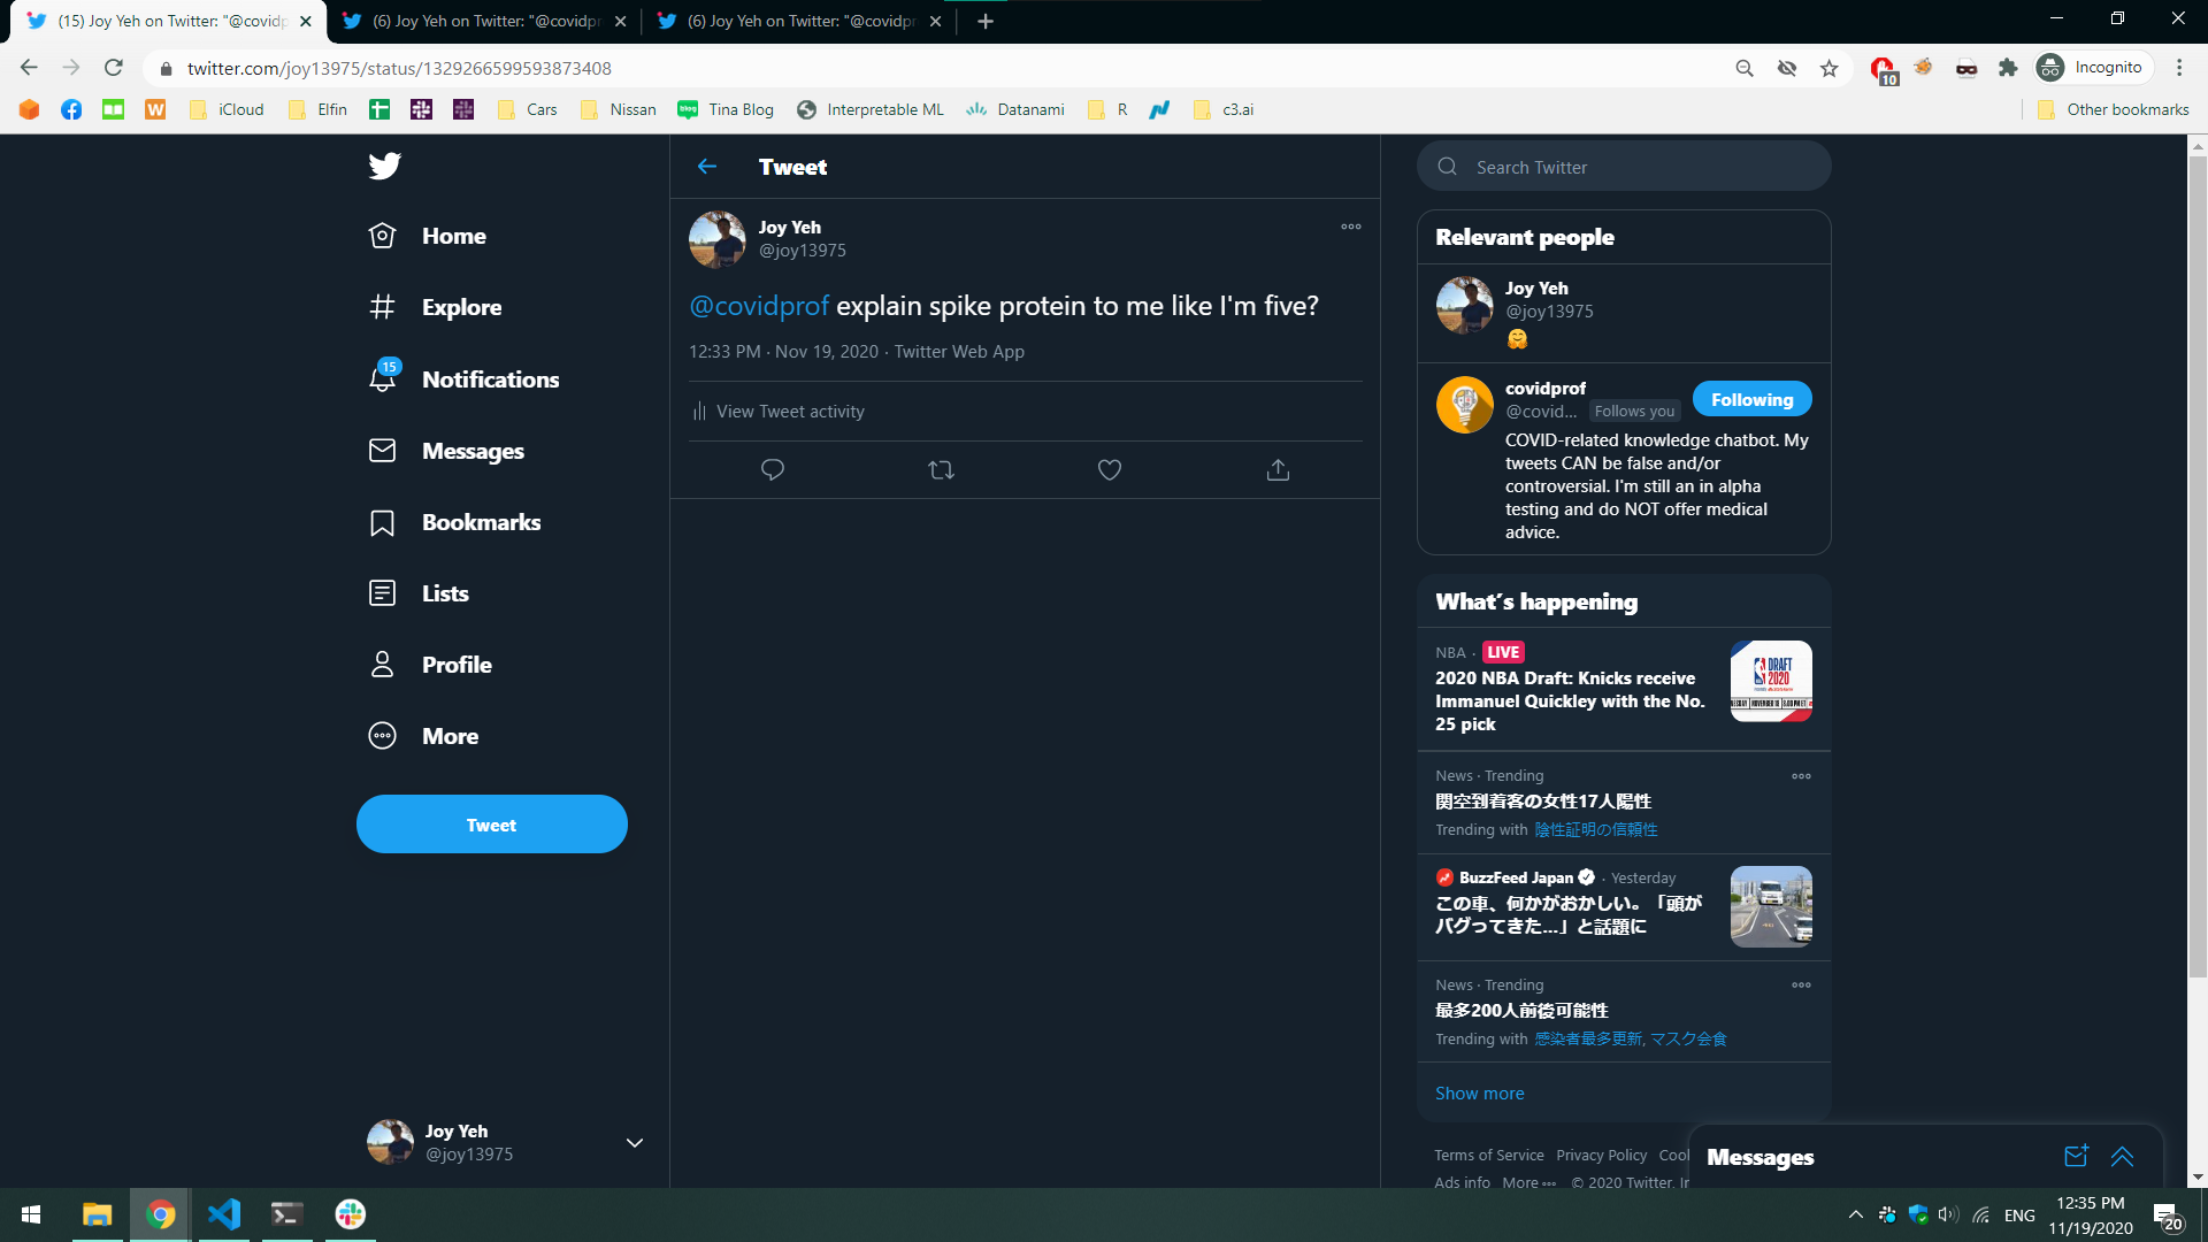 (15) Joy Yeh on Twitter: "@covidp
(6) Joy Yeh on Twitter: "@covidpr
(6) Joy Yeh on Twitter: "@covidpr
twitter.com/joy13975/status/1329266599593873408
10
Incognito
iCloud
Elfin
Cars
Nissan
Tina Blog
Interpretable ML
Datanami
R
c3.ai
Other bookmarks
Home
Explore
15
Notifications
Messages
Bookmarks
Lists
Profile
More
Tweet
Joy Yeh
@joy13975
Tweet
Joy Yeh
@joy13975
@covidprof explain spike protein to me like I'm five?
12:33 PM · Nov 19, 2020 · Twitter Web App
View Tweet activity
Search Twitter
Relevant people
Joy Yeh
@joy13975
covidprof
@covid... Follows you
Following
COVID-related knowledge chatbot. My
tweets CAN be false and/or
controversial. I'm still an in alpha
testing and do NOT offer medical
advice.
What's happening
NBA · LIVE
2020 NBA Draft: Knicks receive
Immanuel Quickley with the No.
25 pick
DRAFT
2020
News · Trending
関空到着客の女性17人陽性
Trending with 陰性証明の信頼性
BuzzFeed Japan · Yesterday
この車、何かがおかしい。「頭が
バグってきた...」と話題に
News · Trending
最多200人前後可能性
Trending with 感染者最多更新, マスク会食
Show more
Terms of Service Privacy Policy Cool
Ads info More ··· © 2020 Twitter, In
Messages
ENG
12:35 PM
11/19/2020
20